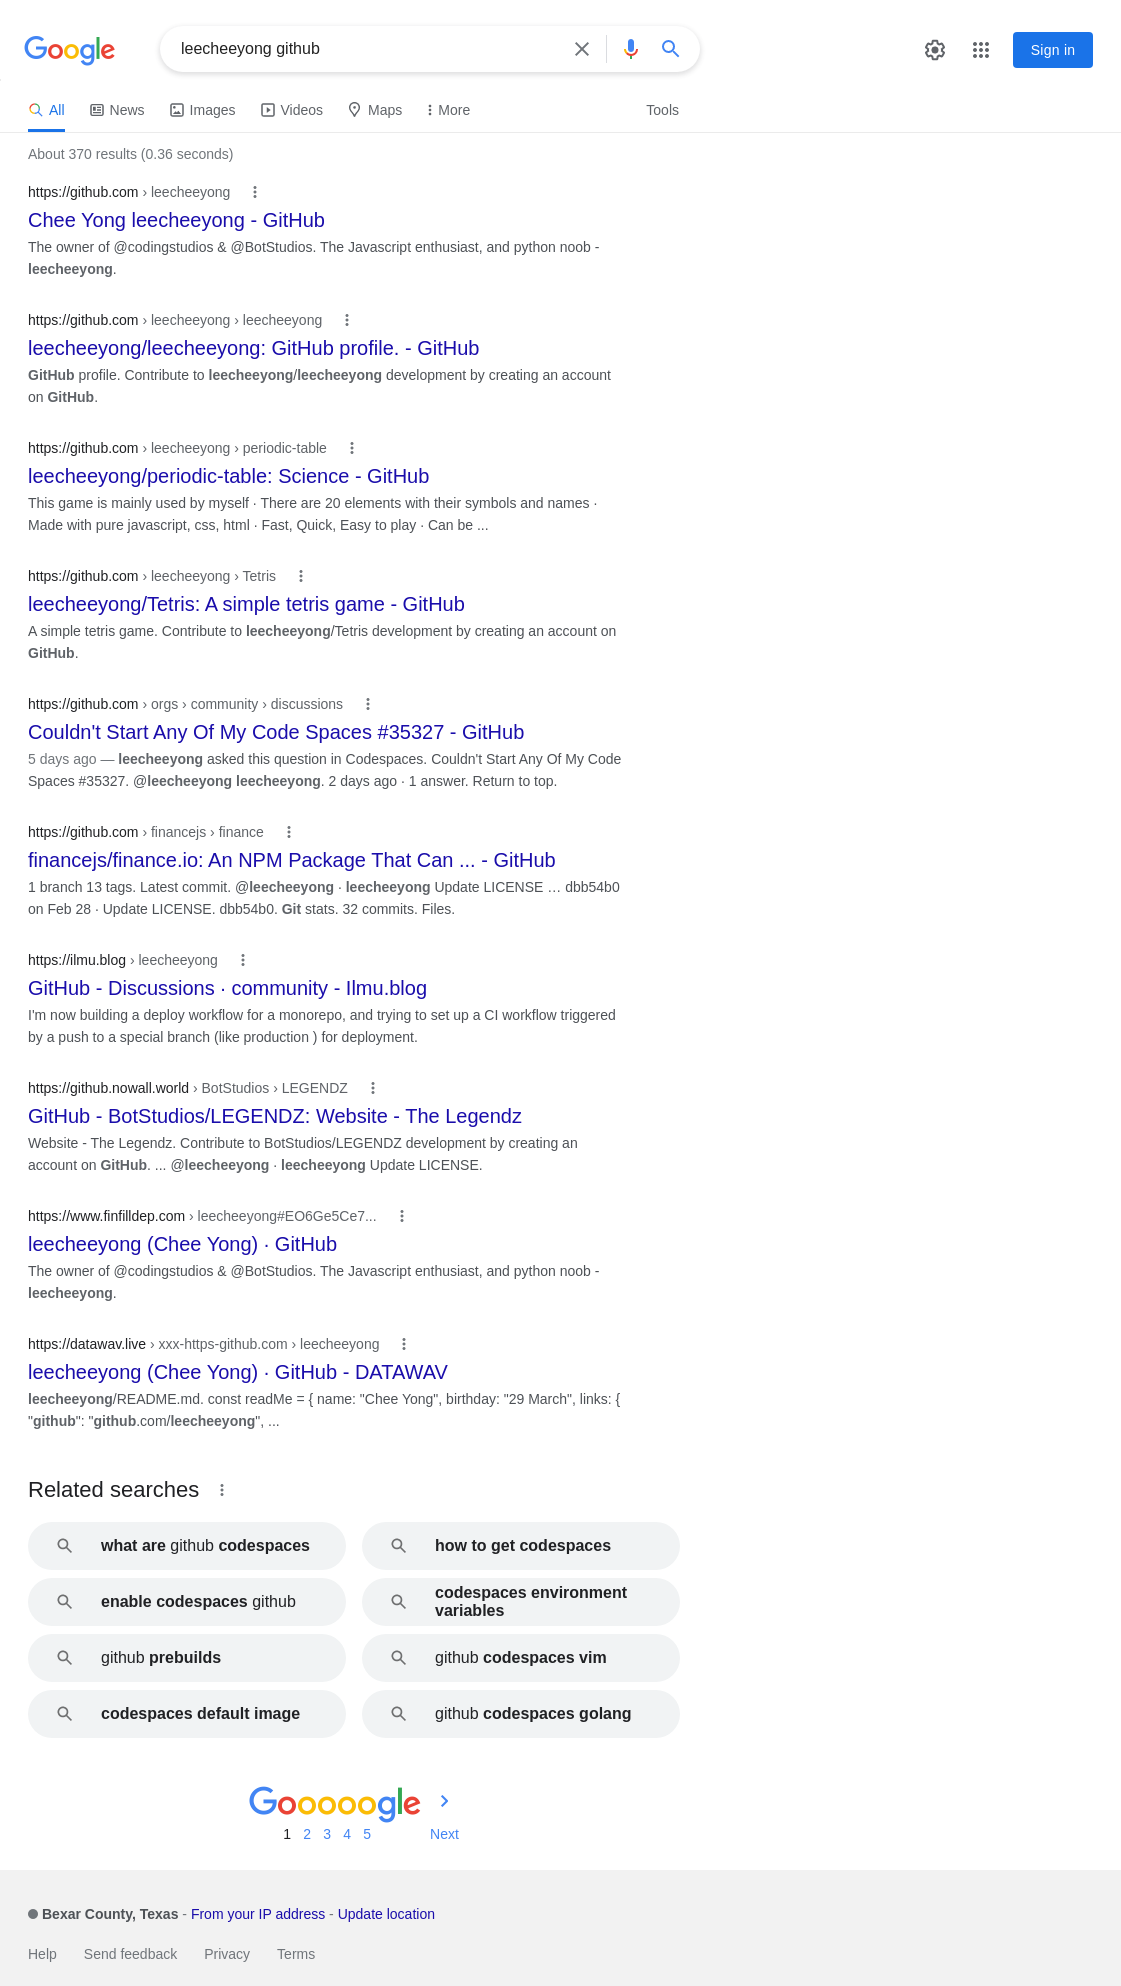 Google
leecheeyong github
Sign in
All
News
Images
Videos
Maps
More
Tools
About 370 results (0.36 seconds)
https://github.com › leecheeyong
Chee Yong leecheeyong - GitHub
The owner of @codingstudios & @BotStudios. The Javascript enthusiast, and python noob -
leecheeyong.
https://github.com › leecheeyong › leecheeyong
leecheeyong/leecheeyong: GitHub profile. - GitHub
GitHub profile. Contribute to leecheeyong/leecheeyong development by creating an account
on GitHub.
https://github.com › leecheeyong › periodic-table
leecheeyong/periodic-table: Science - GitHub
This game is mainly used by myself · There are 20 elements with their symbols and names ·
Made with pure javascript, css, html · Fast, Quick, Easy to play · Can be ...
https://github.com › leecheeyong › Tetris
leecheeyong/Tetris: A simple tetris game - GitHub
A simple tetris game. Contribute to leecheeyong/Tetris development by creating an account on
GitHub.
https://github.com › orgs › community › discussions
Couldn't Start Any Of My Code Spaces #35327 - GitHub
5 days ago — leecheeyong asked this question in Codespaces. Couldn't Start Any Of My Code
Spaces #35327. @leecheeyong leecheeyong. 2 days ago · 1 answer. Return to top.
https://github.com › financejs › finance
financejs/finance.io: An NPM Package That Can ... - GitHub
1 branch 13 tags. Latest commit. @leecheeyong · leecheeyong Update LICENSE … dbb54b0
on Feb 28 · Update LICENSE. dbb54b0. Git stats. 32 commits. Files.
https://ilmu.blog › leecheeyong
GitHub - Discussions · community - Ilmu.blog
I'm now building a deploy workflow for a monorepo, and trying to set up a CI workflow triggered
by a push to a special branch (like production ) for deployment.
https://github.nowall.world › BotStudios › LEGENDZ
GitHub - BotStudios/LEGENDZ: Website - The Legendz
Website - The Legendz. Contribute to BotStudios/LEGENDZ development by creating an
account on GitHub. ... @leecheeyong · leecheeyong Update LICENSE.
https://www.finfilldep.com › leecheeyong#EO6Ge5Ce7...
leecheeyong (Chee Yong) · GitHub
The owner of @codingstudios & @BotStudios. The Javascript enthusiast, and python noob -
leecheeyong.
https://datawav.live › xxx-https-github.com › leecheeyong
leecheeyong (Chee Yong) · GitHub - DATAWAV
leecheeyong/README.md. const readMe = { name: "Chee Yong", birthday: "29 March", links: {
"github": "github.com/leecheeyong", ...
Related searches
what are github codespaces
how to get codespaces
enable codespaces github
codespaces environment
variables
github prebuilds
github codespaces vim
codespaces default image
github codespaces golang
Gooooogle
1 2 3 4 5 Next
Bexar County, Texas - From your IP address - Update location
Help Send feedback Privacy Terms